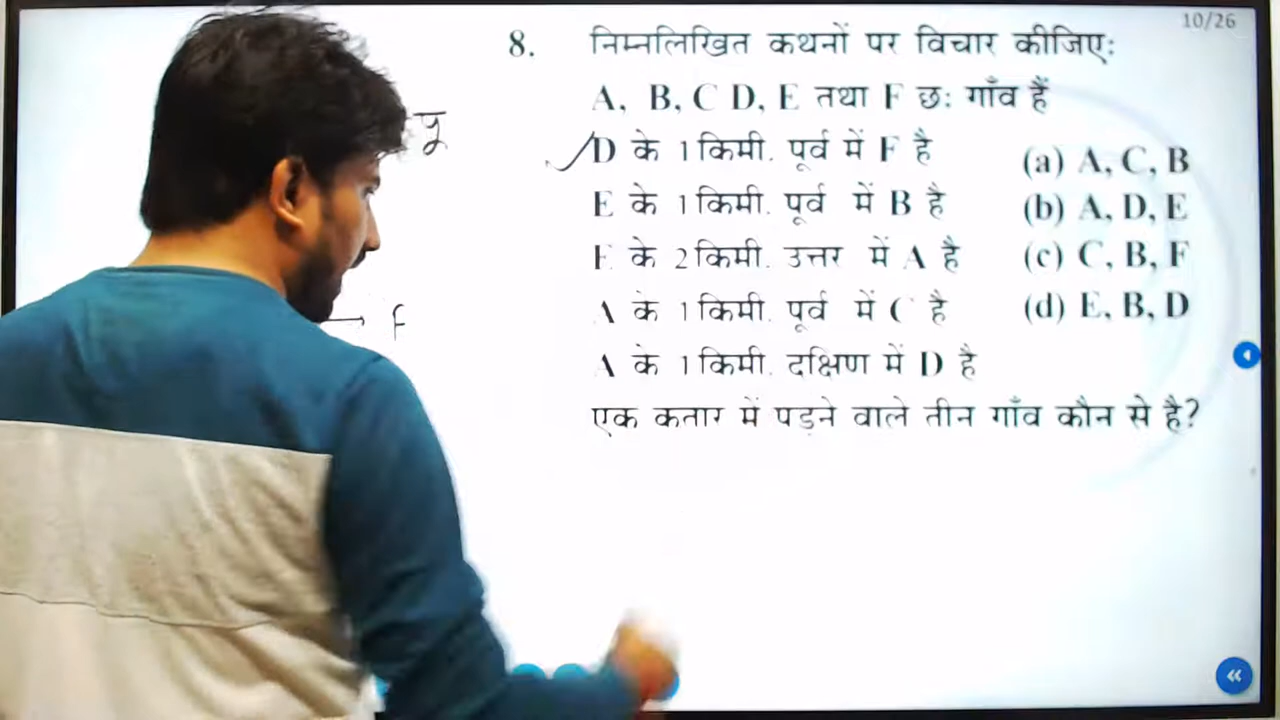 10/26
8. निम्नलिखित कथनों पर विचार कीजिए:
A, B, C D, E तथा F छ: गाँव हैं
D के 1 किमी. पूर्व में F है
E के 1 किमी. पूर्व में B है
E के 2 किमी. उत्तर में A है
A के 1 किमी. पूर्व में C है
A के 1 किमी. दक्षिण में D है
एक कतार में पड़ने वाले तीन गाँव कौन से है?
(a) A, C, B
(b) A, D, E
(c) C, B, F
(d) E, B, D
पू
F